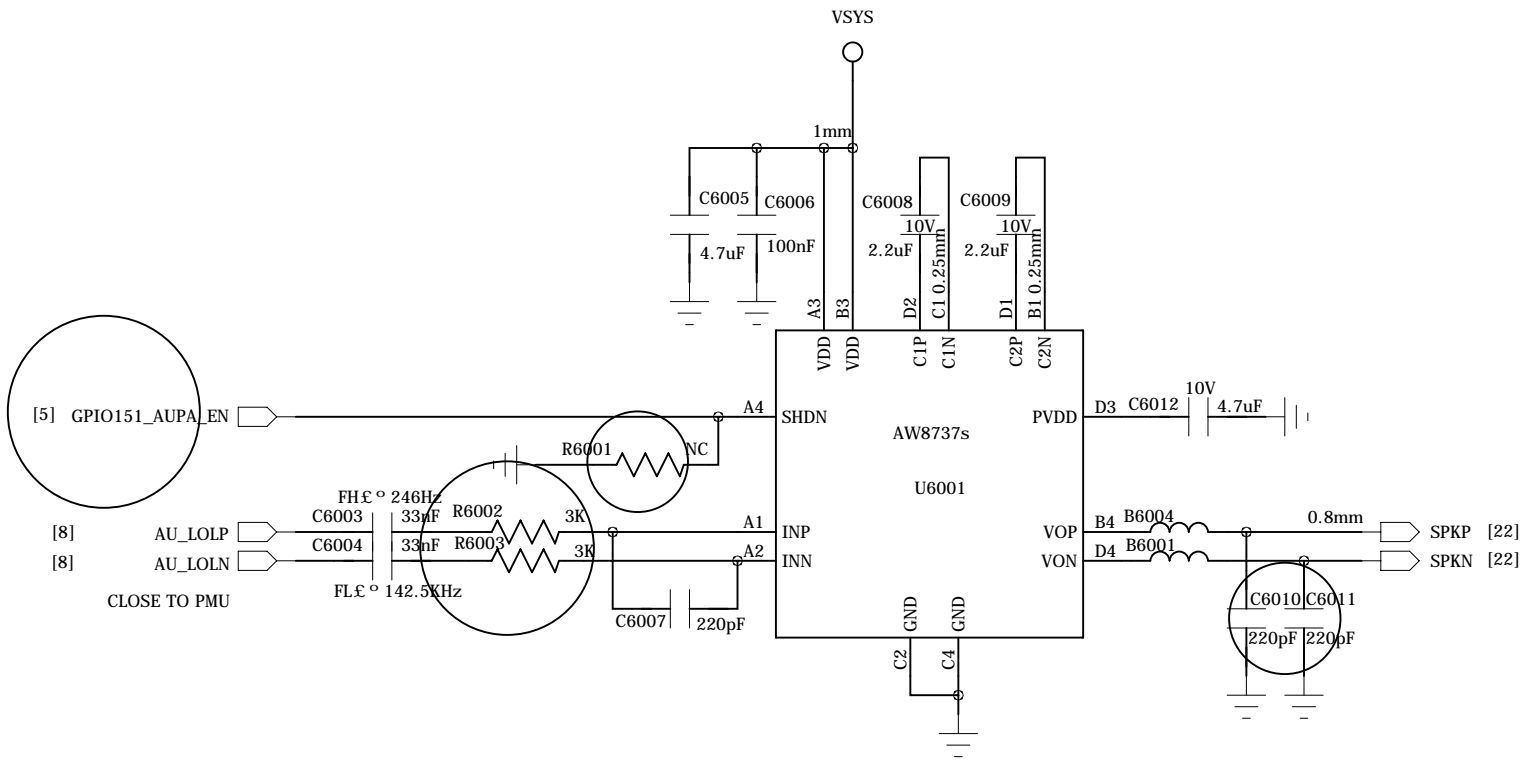 VSYS
1mm
C6005
C6006
4.7uF
100nF
C6008
10V
2.2uF
C6009
10V
2.2uF
A3
B3
D2
C1 0.25mm
D1
B1 0.25mm
VDD
VDD
C1P
C1N
C2P
C2N
[5] GPIO151_AUPA_EN
A4
SHDN
R6001
NC
AW8737s
U6001
PVDD
D3
C6012
10V
4.7uF
FH£º 246Hz
[8] AU_LOLP
C6003
33nF
R6002
3K
A1
INP
[8] AU_LOLN
C6004
33nF
R6003
3K
A2
INN
FL£º 142.5KHz
CLOSE TO PMU
C6007
220pF
VOP
B4
B6004
0.8mm
SPKP [22]
VON
D4
B6001
SPKN [22]
C6010
C6011
220pF
220pF
GND
GND
C2
C4